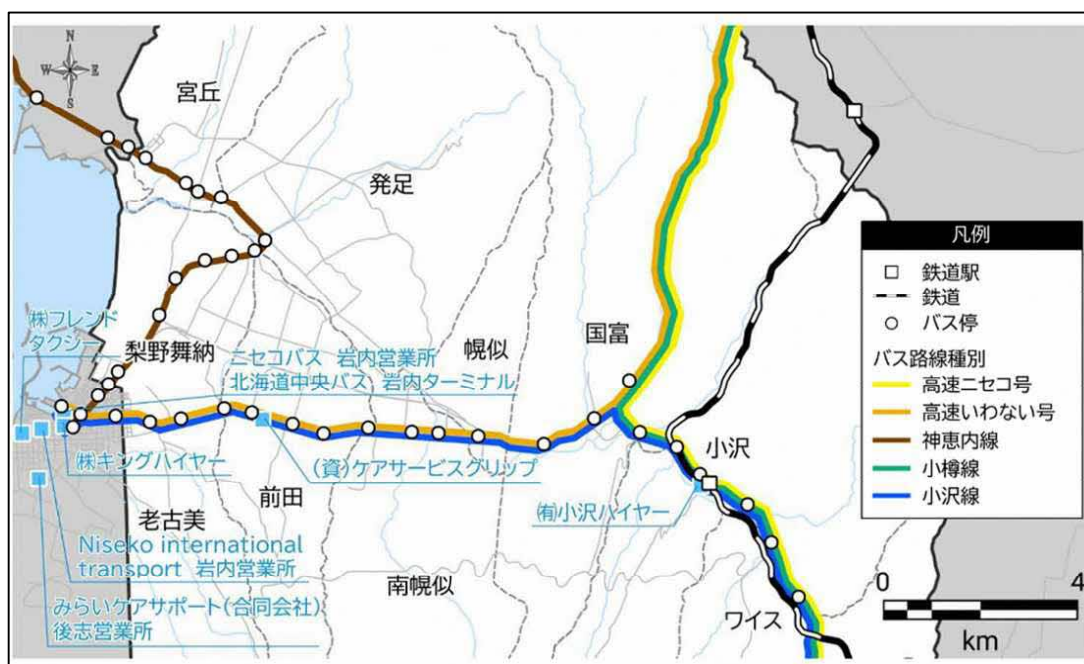 N
W E
S
宮丘
発足
㈱フレンド
タクシー
梨野舞納
ニセコバス 岩内営業所
北海道中央バス 岩内ターミナル
幌似
国富
小沢
㈱キングハイヤー
前田
(資)ケアサービスグリップ
㈲小沢ハイヤー
老古美
Niseko international
transport 岩内営業所
南幌似
みらいケアサポート(合同会社)
後志営業所
ワイス
凡例
鉄道駅
鉄道
バス停
バス路線種別
高速ニセコ号
高速いわない号
神恵内線
小樽線
小沢線
0 4
km